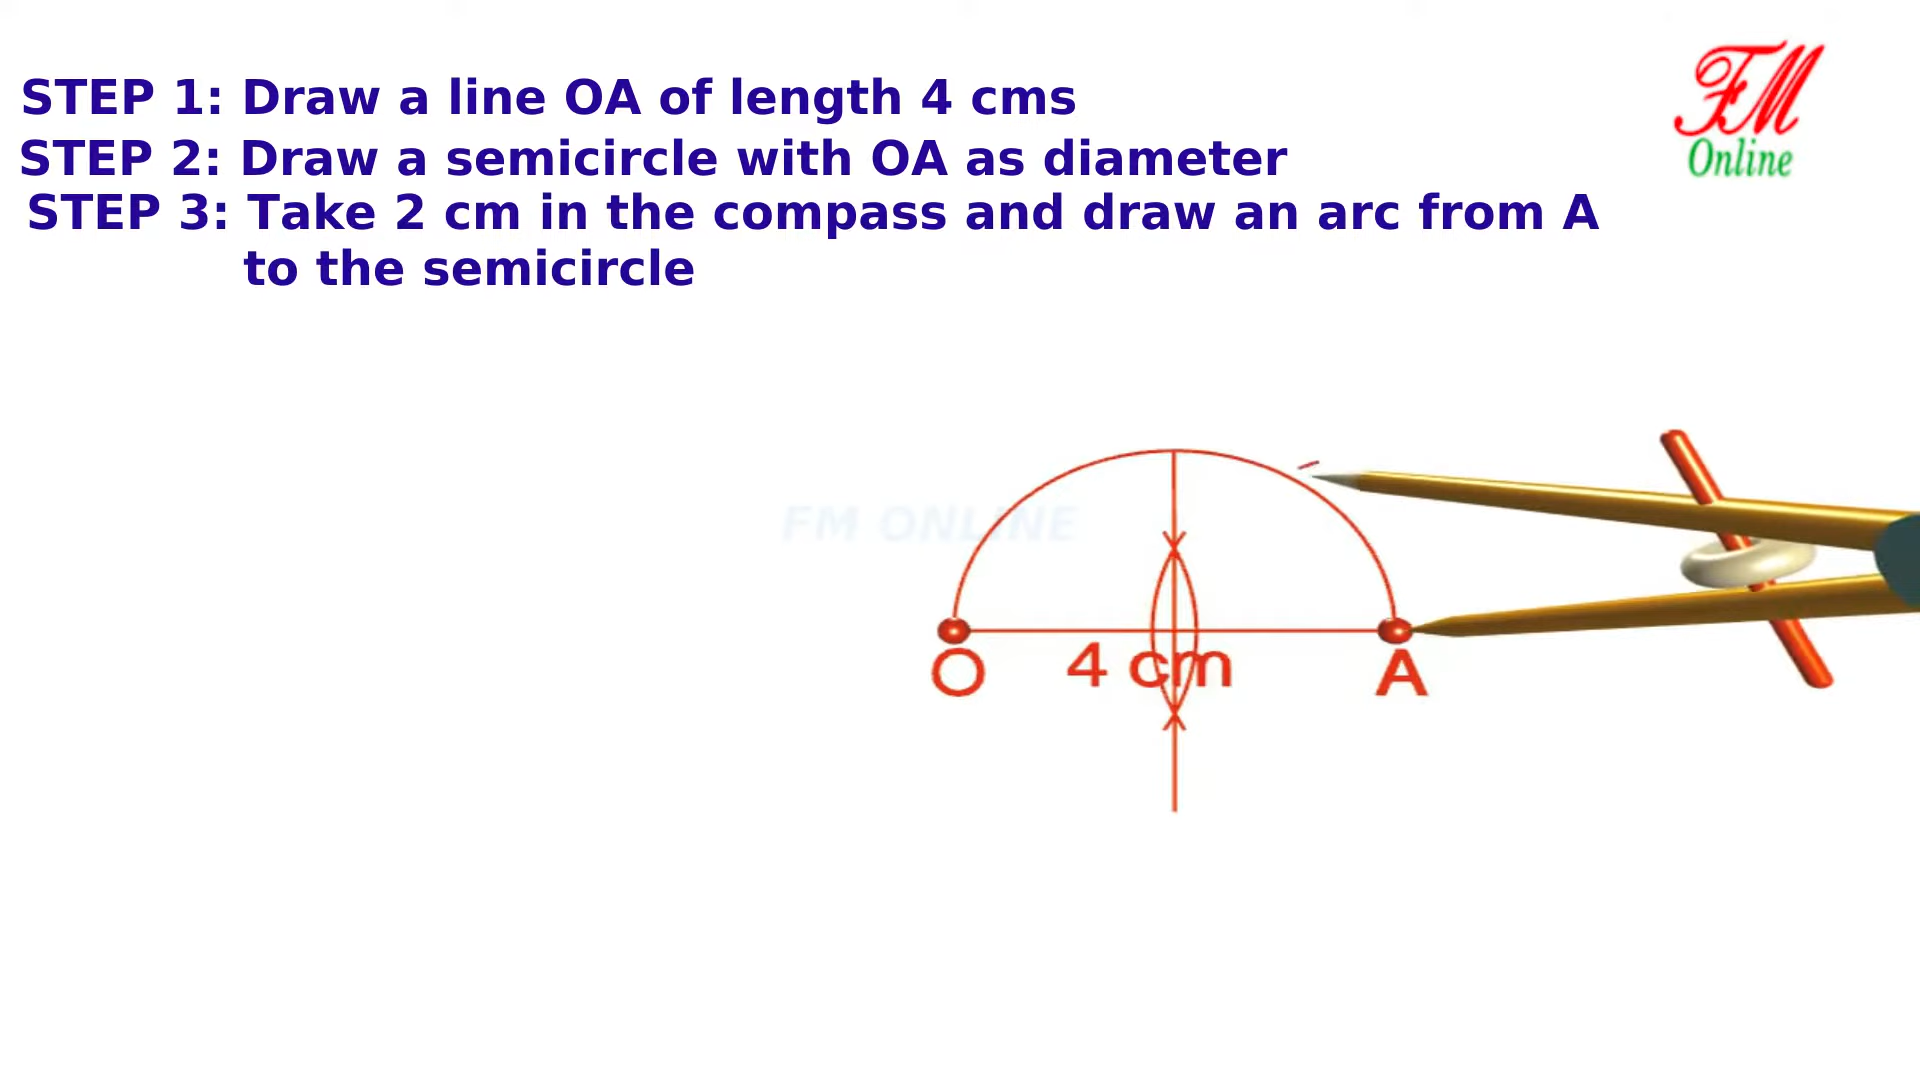 STEP 1: Draw a line OA of length 4 cms
STEP 2: Draw a semicircle with OA as diameter
STEP 3: Take 2 cm in the compass and draw an arc from A
to the semicircle
FM
Online
FM ONLINE
O
4 cm
A